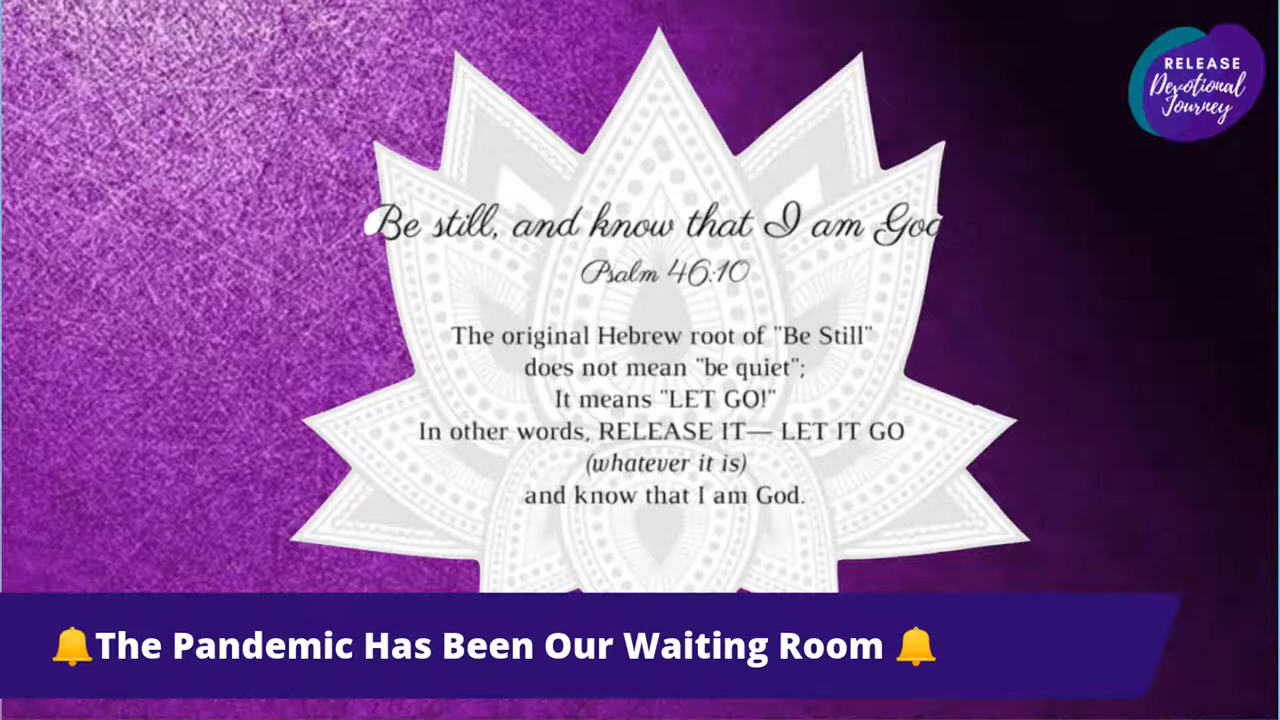 RELEASE
Devotional
Journey
Be still, and know that I am God
Psalm 46:10
The original Hebrew root of "Be Still"
does not mean "be quiet";
It means "LET GO!"
In other words, RELEASE IT— LET IT GO
(whatever it is)
and know that I am God.
🔔The Pandemic Has Been Our Waiting Room 🔔